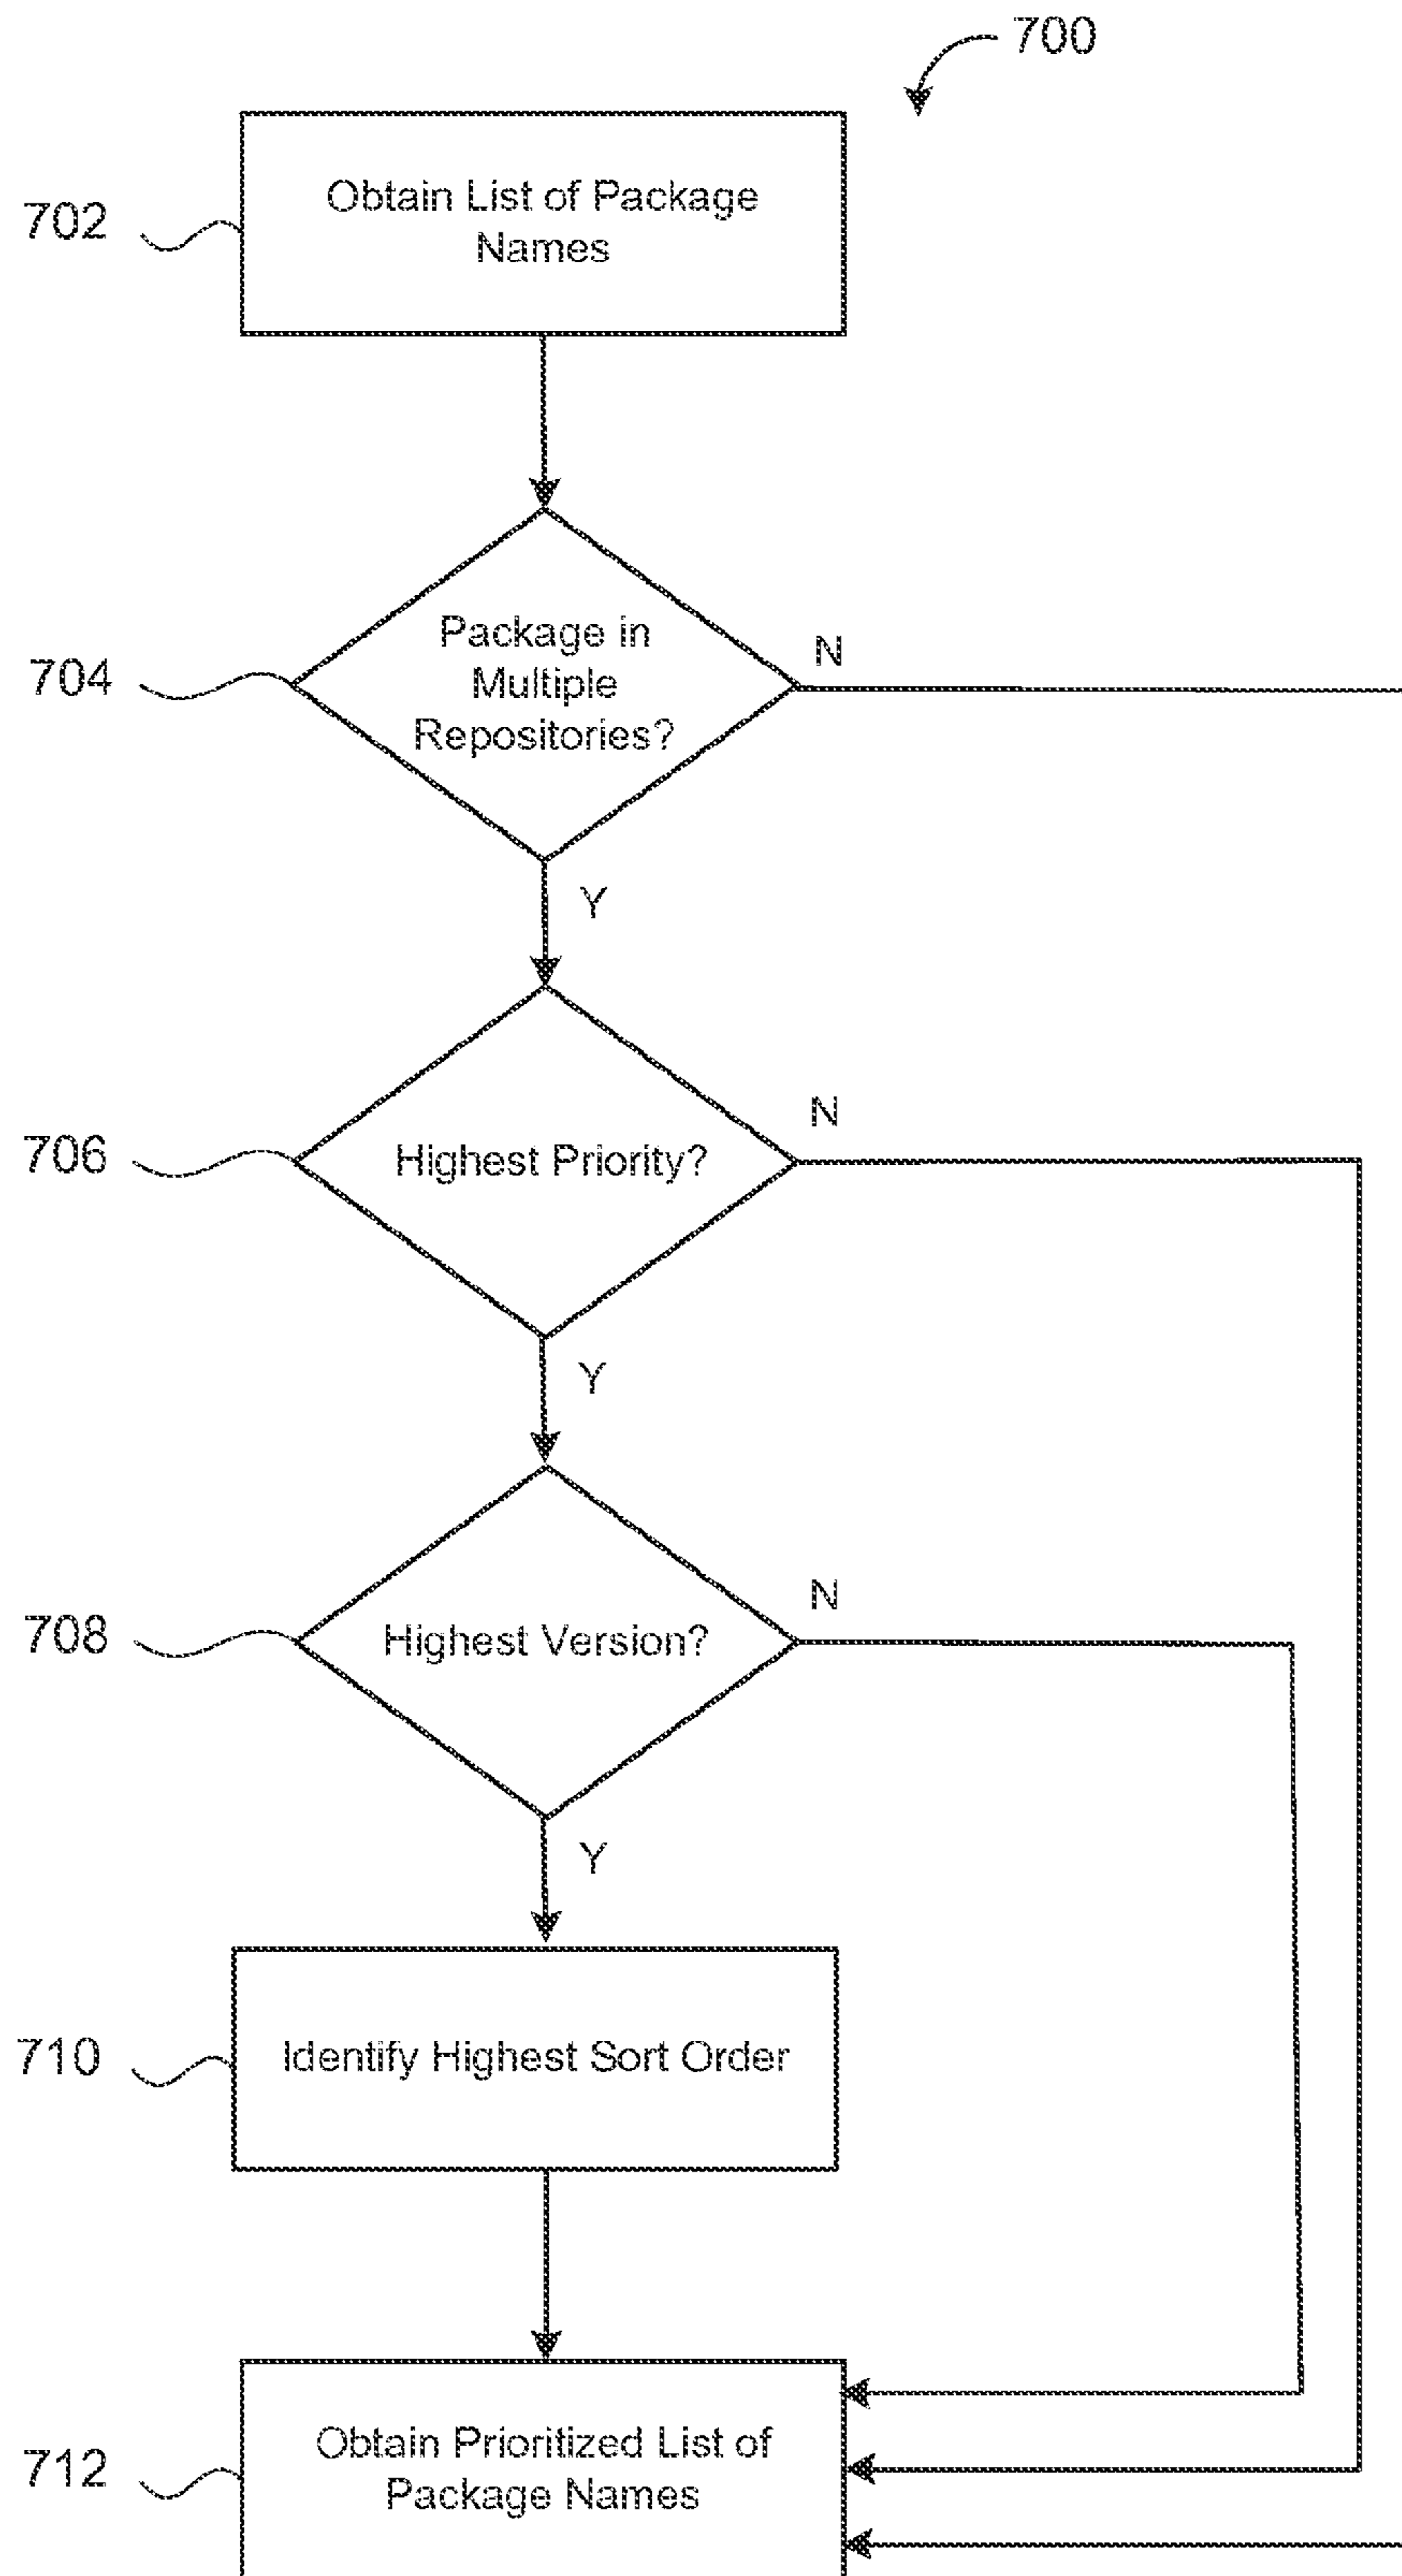 700
702
Obtain List of Package
Names
704
Package in
Multiple
Repositories?
N
Y
706
Highest Priority?
N
Y
708
Highest Version?
N
Y
710
Identify Highest Sort Order
712
Obtain Prioritized List of
Package Names